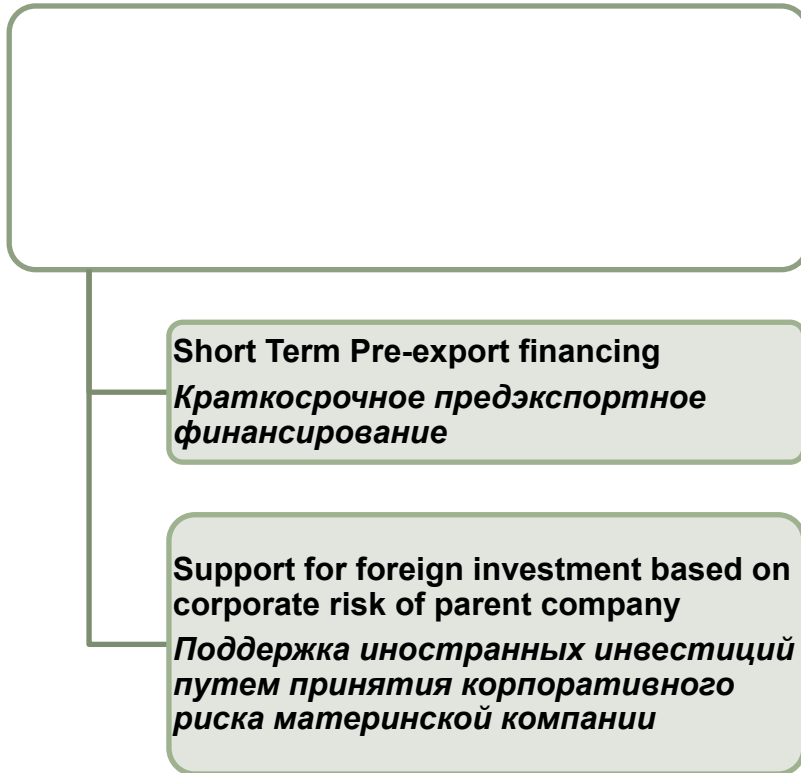 Short Term Pre-export financing
Краткосрочное предэкспортное
финансирование
Support for foreign investment based on
corporate risk of parent company
Поддержка иностранных инвестиций
путем принятия корпоративного
риска материнской компании